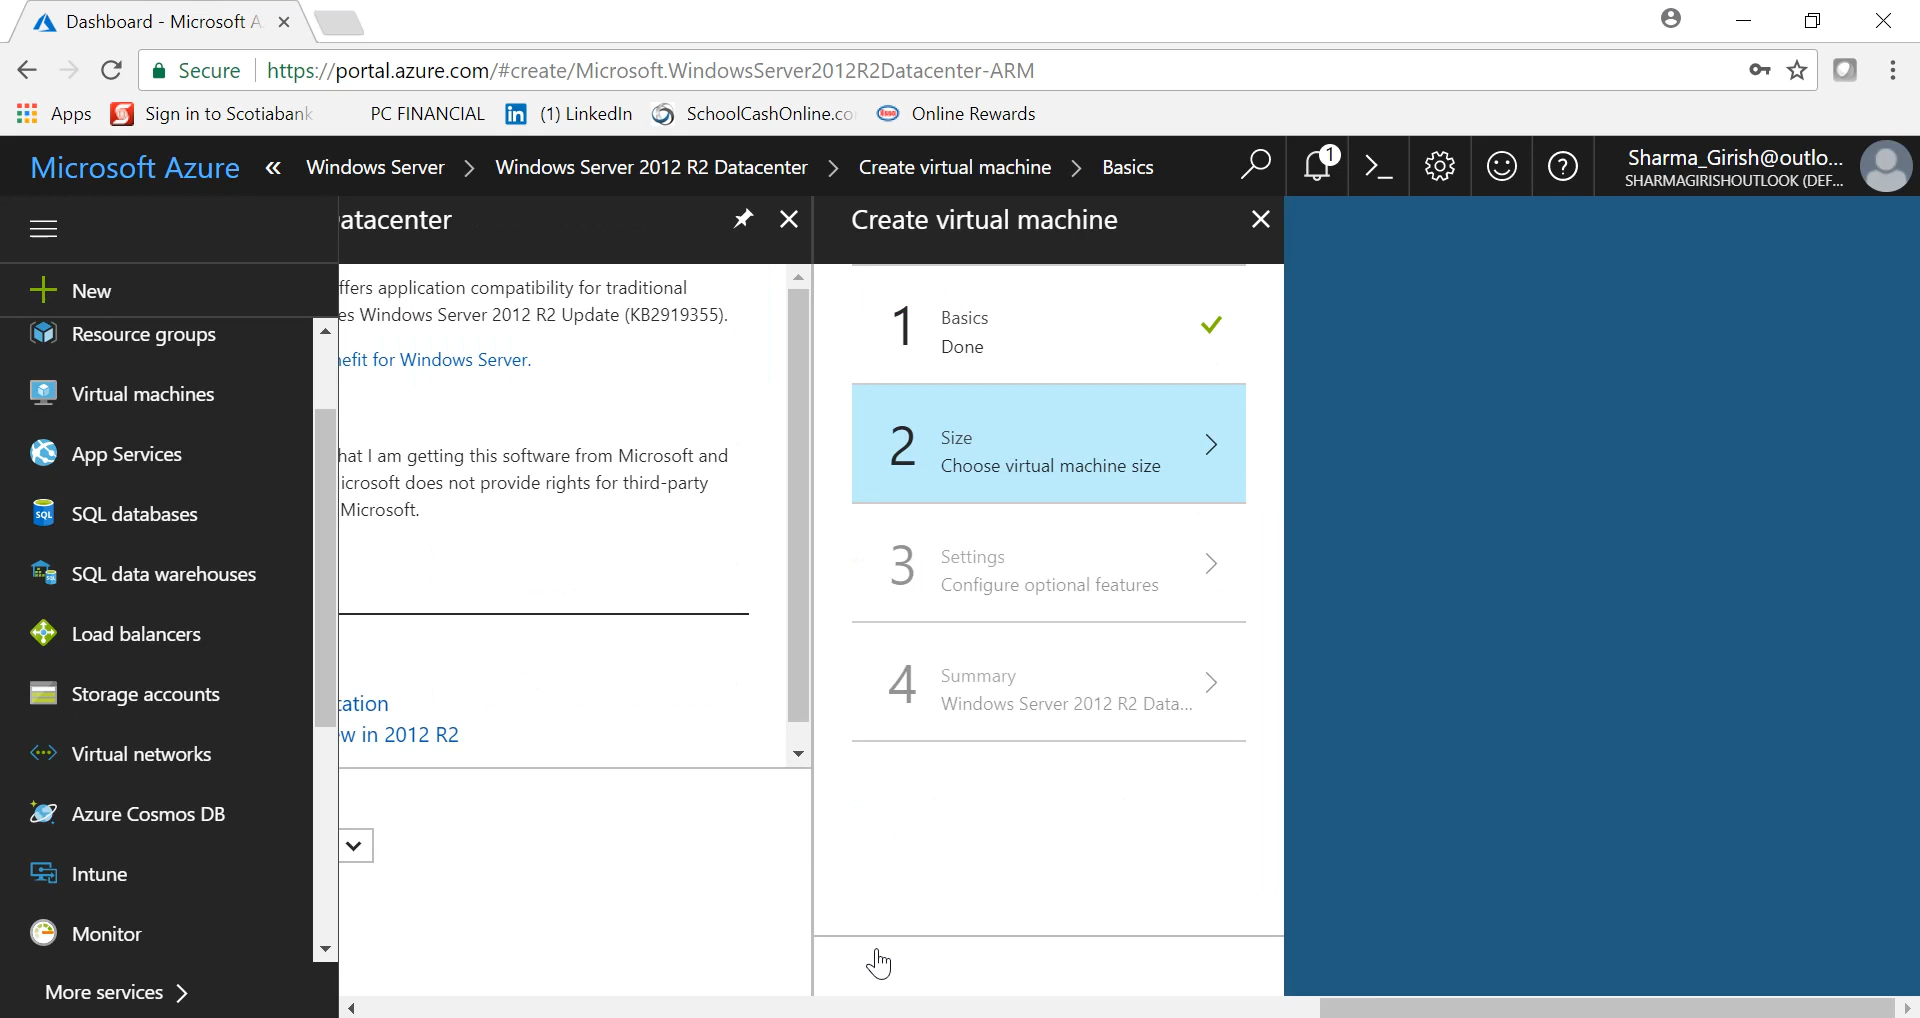 Dashboard - Microsoft A
Secure
https://portal.azure.com/#create/Microsoft.WindowsServer2012R2Datacenter-ARM
Apps
Sign in to Scotiabank
PC FINANCIAL
in
(1) LinkedIn
SchoolCashOnline.co
Esso
Online Rewards
Microsoft Azure
Windows Server
Windows Server 2012 R2 Datacenter
Create virtual machine
Basics
1
Sharma_Girish@outlo...
SHARMAGIRISHOUTLOOK (DEF...
New
Resource groups
Virtual machines
App Services
SQL
SQL databases
SQL data warehouses
Load balancers
Storage accounts
Virtual networks
Azure Cosmos DB
Intune
Monitor
More services
atacenter
ffers application compatibility for traditional
es Windows Server 2012 R2 Update (KB2919355).
nefit for Windows Server.
hat I am getting this software from Microsoft and
icrosoft does not provide rights for third-party
Microsoft.
tation
w in 2012 R2
Create virtual machine
1
Basics
Done
2
Size
Choose virtual machine size
3
Settings
Configure optional features
4
Summary
Windows Server 2012 R2 Data...